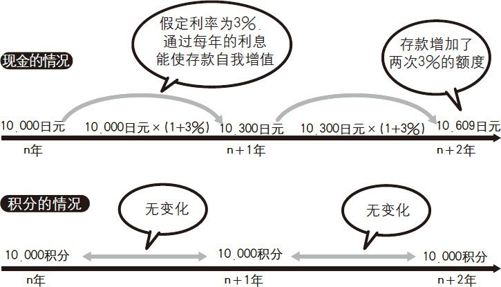 假定利率为3%.
通过每年的利息
能使存款自我增值
存款增加了
两次3%的额度
现金的情况
10,000日元 10,000日元×(1+3%) 10,300日元 10,300日元×(1+3%) 10,609日元
n年 n+1年 n+2年
积分的情况
无变化 无变化
10,000积分 10,000积分 10,000积分
n年 n+1年 n+2年